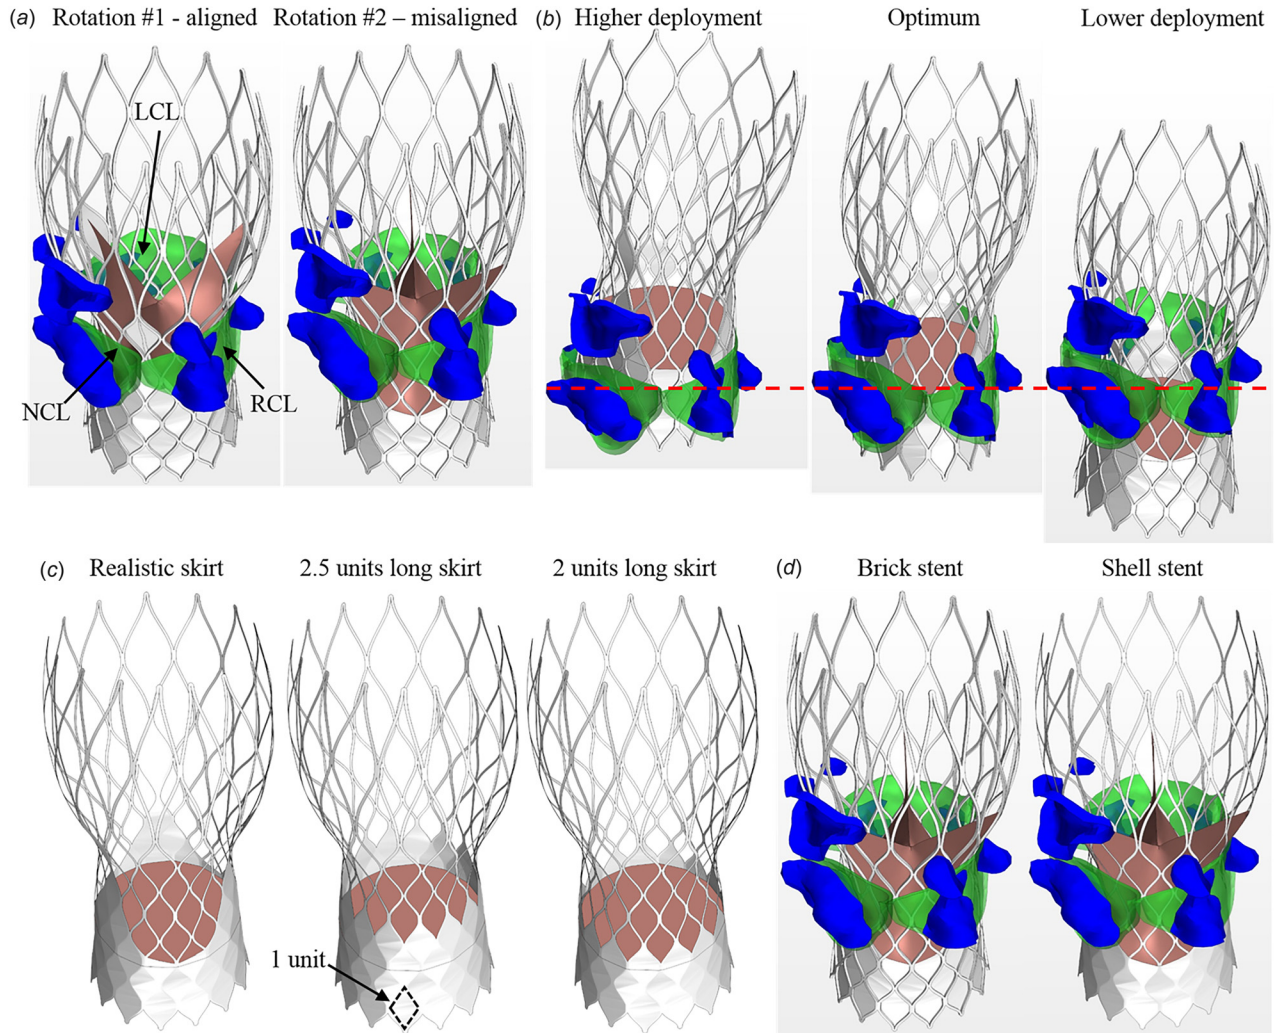 (a) Rotation #1 - aligned Rotation #2 – misaligned (b) Higher deployment Optimum Lower deployment
LCL
NCL
RCL
(c) Realistic skirt 2.5 units long skirt 2 units long skirt (d) Brick stent Shell stent
1 unit